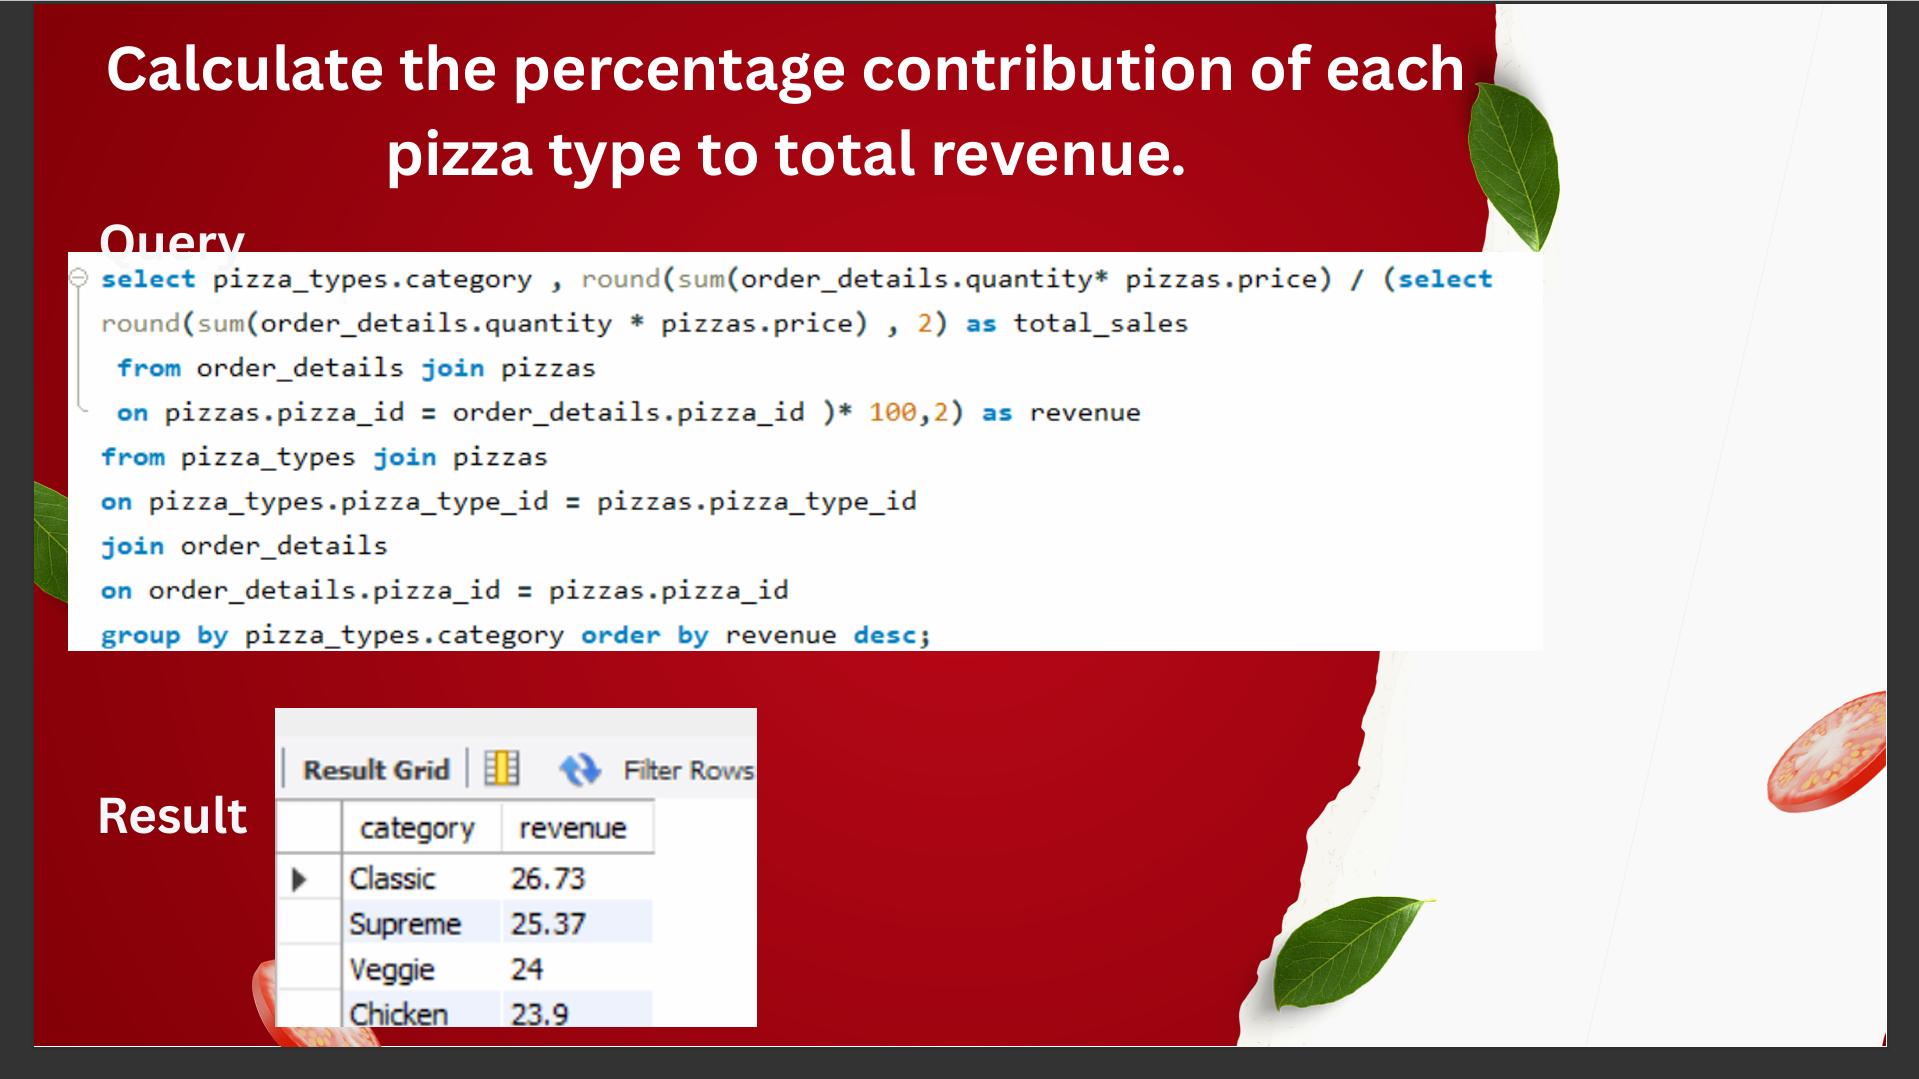 Calculate the percentage contribution of each
pizza type to total revenue.
Query
select pizza_types.category , round(sum(order_details.quantity* pizzas.price) / (select
round(sum(order_details.quantity * pizzas.price) , 2) as total_sales
from order_details join pizzas
on pizzas.pizza_id = order_details.pizza_id )* 100,2) as revenue
from pizza_types join pizzas
on pizza_types.pizza_type_id = pizzas.pizza_type_id
join order_details
on order_details.pizza_id = pizzas.pizza_id
group by pizza_types.category order by revenue desc;
Result
Result Grid Filter Rows
category revenue
Classic 26.73
Supreme 25.37
Veggie 24
Chicken 23.9